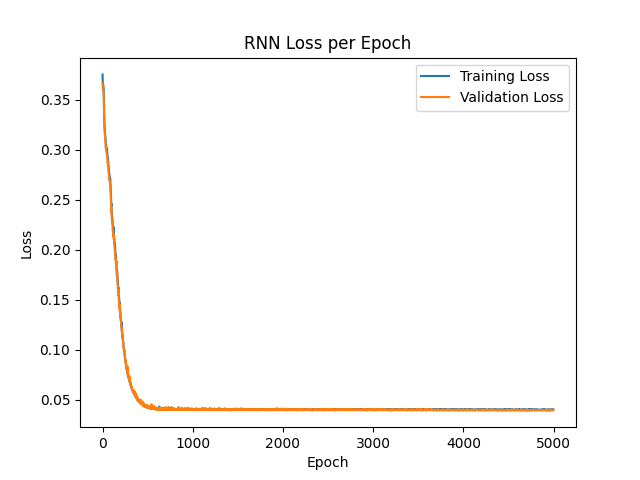 RNN Loss per Epoch
Training Loss
Validation Loss
Loss
0.35
0.30
0.25
0.20
0.15
0.10
0.05
0 1000 2000 3000 4000 5000
Epoch